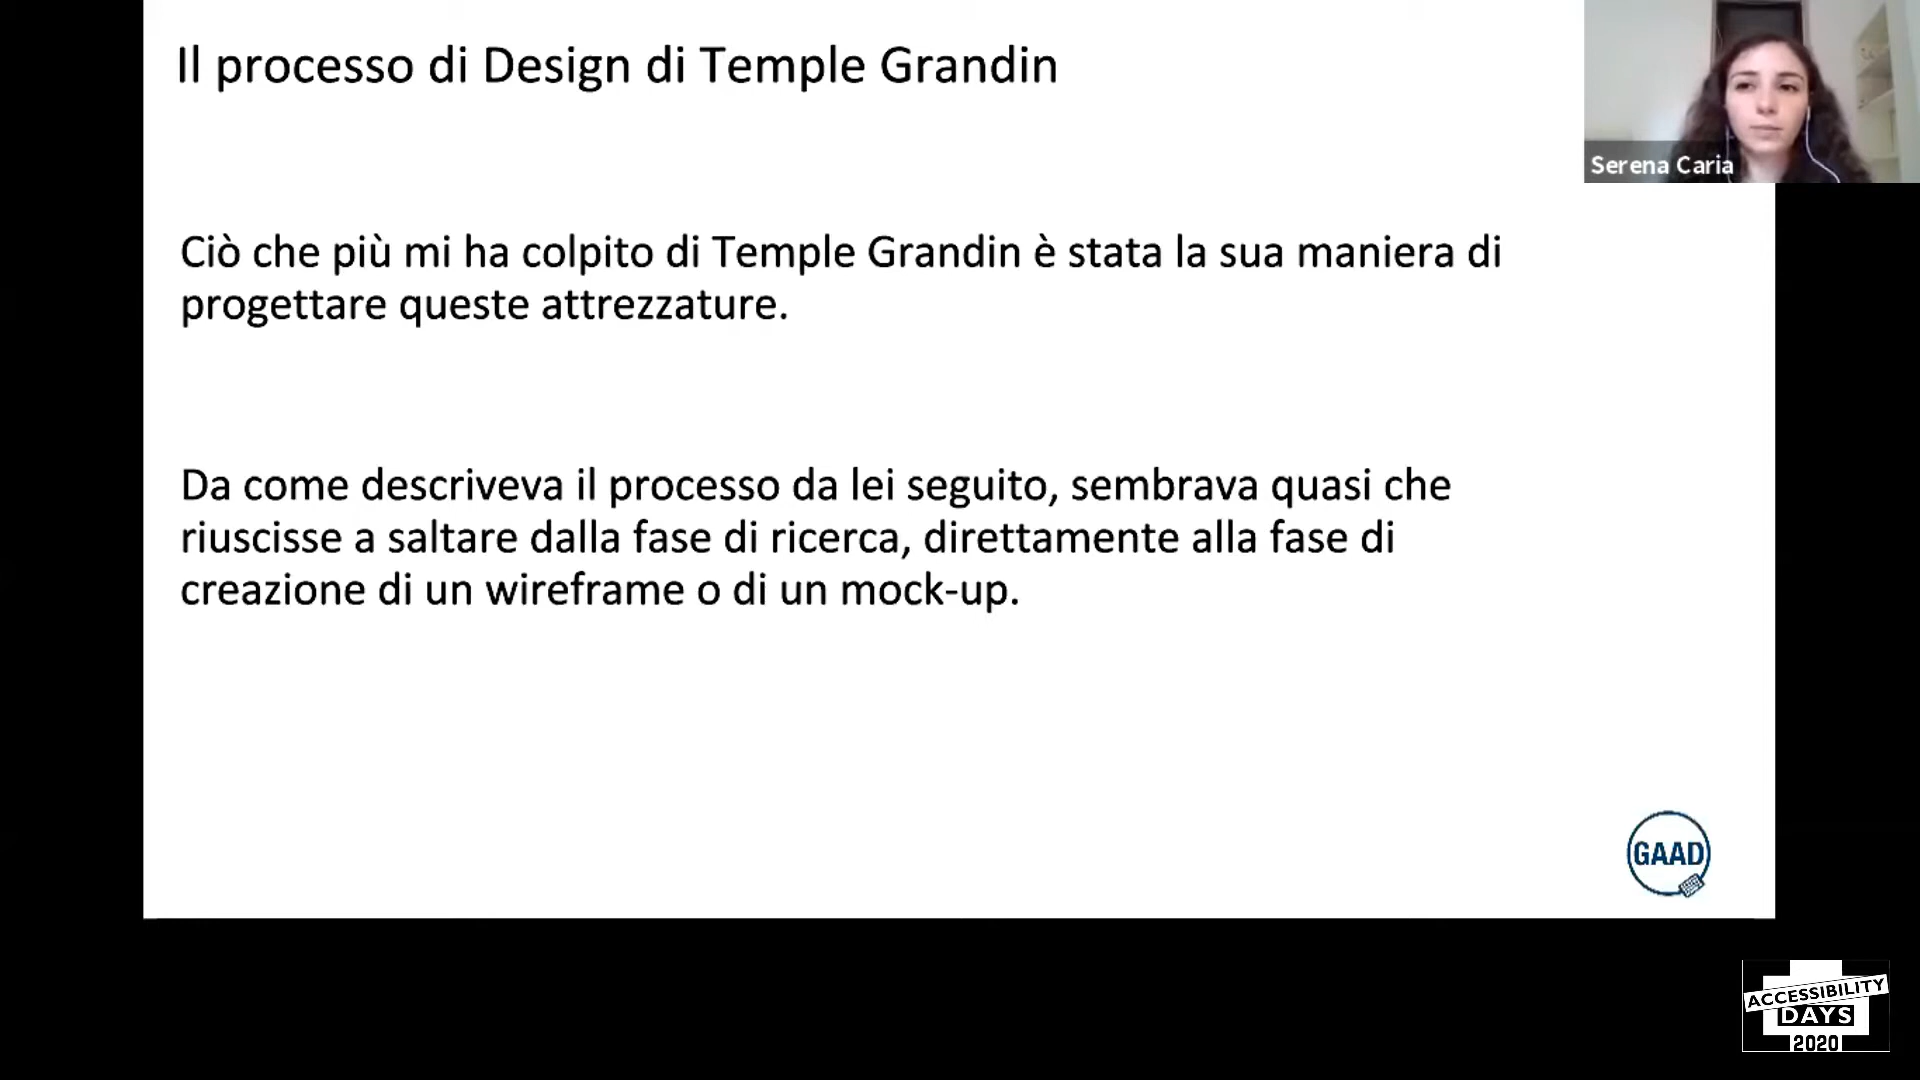 Il processo di Design di Temple Grandin
Serena Caria
Ciò che più mi ha colpito di Temple Grandin è stata la sua maniera di
progettare queste attrezzature.
Da come descriveva il processo da lei seguito, sembrava quasi che
riuscisse a saltare dalla fase di ricerca, direttamente alla fase di
creazione di un wireframe o di un mock-up.
GAAD
ACCESSIBILITY
DAYS
2020